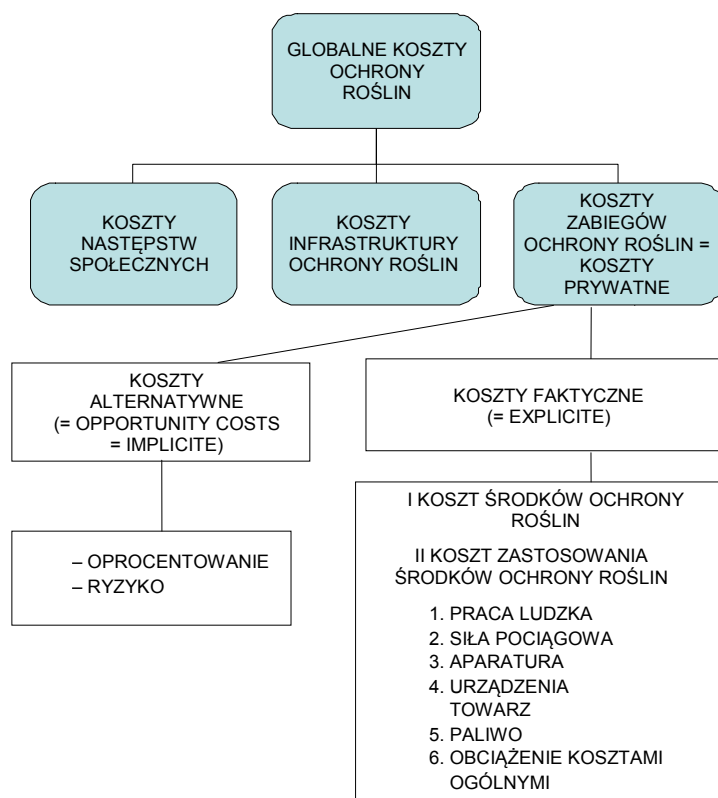 GLOBALNE KOSZTY
OCHRONY
ROŚLIN
KOSZTY
NASTĘPSTW
SPOŁECZNYCH
KOSZTY
INFRASTRUKTURY
OCHRONY ROŚLIN
KOSZTY
ZABIEGÓW
OCHRONY ROŚLIN =
KOSZTY
PRYWATNE
KOSZTY
ALTERNATYWNE
(= OPPORTUNITY COSTS
= IMPLICITE)
KOSZTY FAKTYCZNE
(= EXPLICITE)
– OPROCENTOWANIE
– RYZYKO
I KOSZT ŚRODKÓW OCHRONY
ROŚLIN
II KOSZT ZASTOSOWANIA
ŚRODKÓW OCHRONY ROŚLIN
1. PRACA LUDZKA
2. SIŁA POCIĄGOWA
3. APARATURA
4. URZĄDZENIA
TOWARZ
5. PALIWO
6. OBCIĄŻENIE KOSZTAMI
OGÓLNYMI